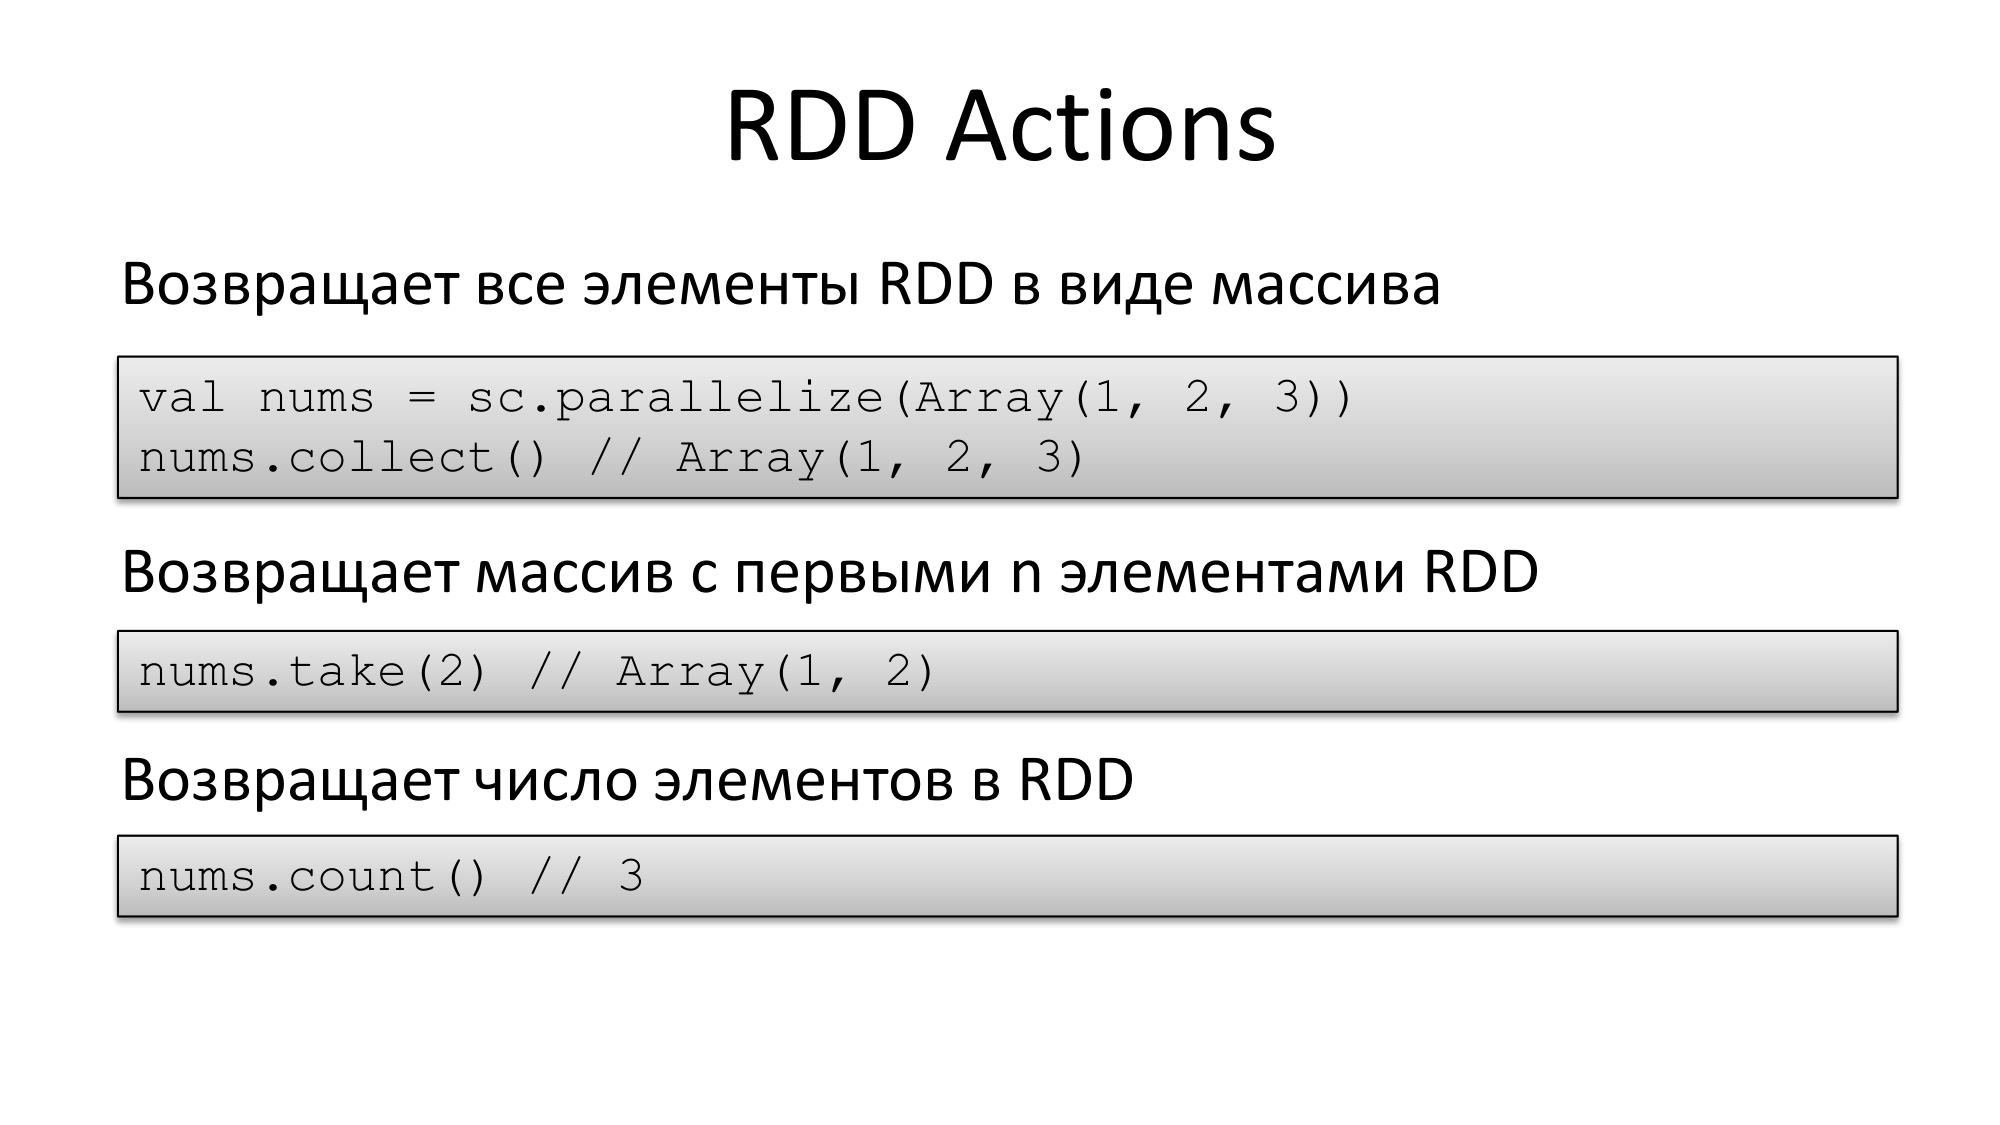 RDD Actions
Возвращает все элементы RDD в виде массива
val nums = sc.parallelize(Array(1, 2, 3))
nums.collect() // Array(1, 2, 3)
Возвращает массив с первыми n элементами RDD
nums.take(2) // Array(1, 2)
Возвращает число элементов в RDD
nums.count() // 3